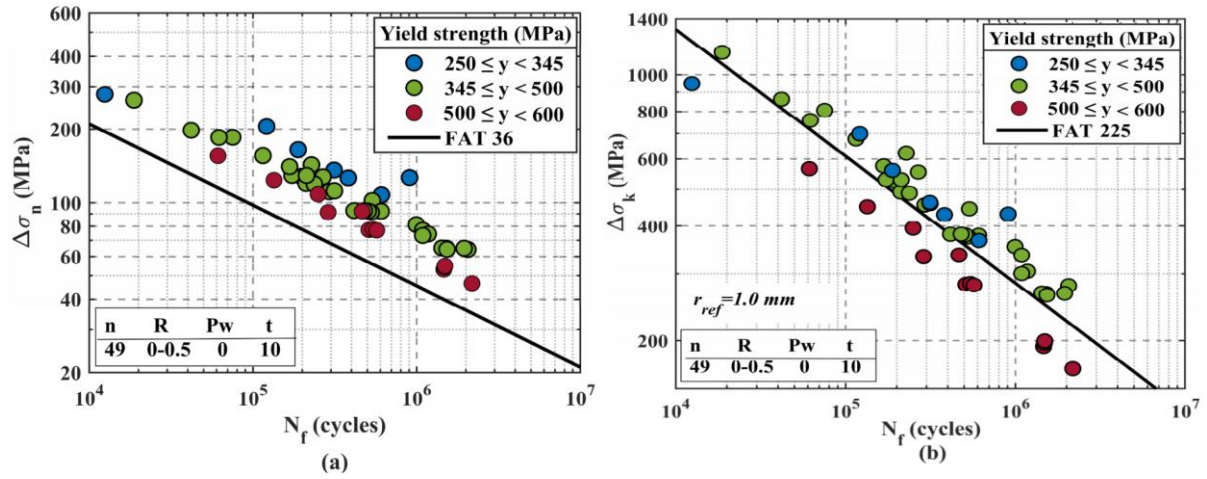 600
400
300
200
100
80
60
40
20
Δσn (MPa)
Yield strength (MPa)
250 ≤ y < 345
345 ≤ y < 500
500 ≤ y < 600
FAT 36
n R Pw t
49 0-0.5 0 10
10^4 10^5 10^6 10^7
Nf (cycles)
(a)
1400
1000
800
600
400
200
Δσk (MPa)
Yield strength (MPa)
250 ≤ y < 345
345 ≤ y < 500
500 ≤ y < 600
FAT 225
rref=1.0 mm
n R Pw t
49 0-0.5 0 10
10^4 10^5 10^6 10^7
Nf (cycles)
(b)